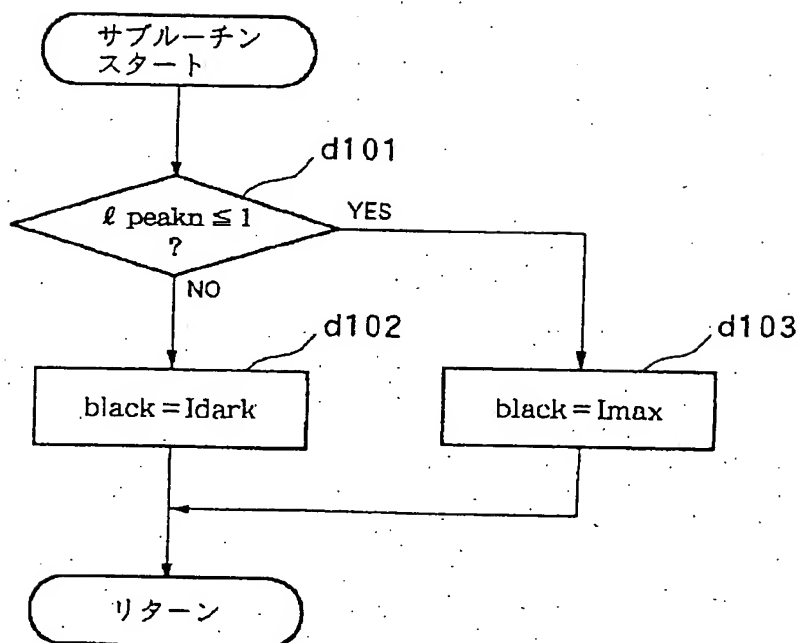 サブルーチン
スタート
d101
ℓ peakn ≦ 1
?
YES
NO
d102
d103
black = Idark
black = Imax
リターン